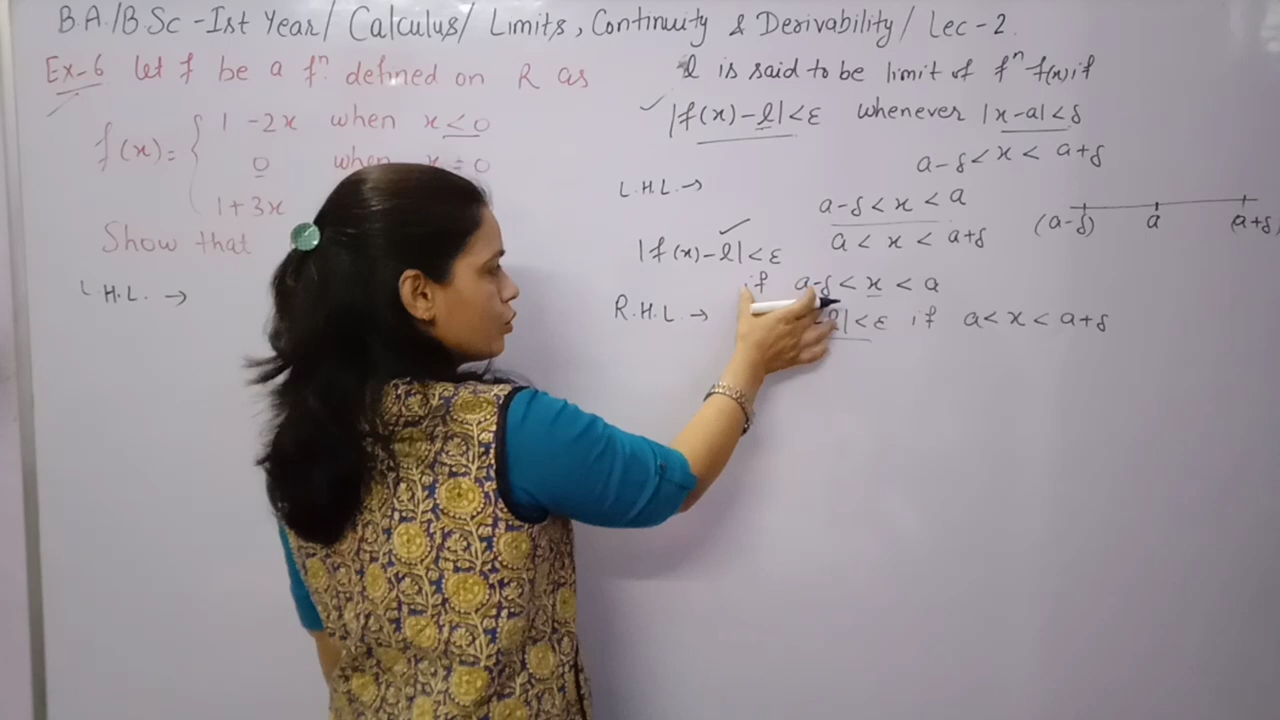 B.A./B.Sc - Ist Year / Calculus / Limits, Continuity & Derivability / Lec - 2
Ex-6 let f be a fⁿ. defined on R as
f(x) = { 1 - 2x when x < 0
0 when x = 0
1 + 3x
Show that
L.H.L. →
l is said to be limit of fⁿ f(x) if
✓ |f(x) - l| < ε whenever |x - a| < δ
a - δ < x < a + δ
L.H.L. →
a - δ < x < a
a < x < a + δ
(a - δ) a (a + δ)
|f(x) - l| < ε
if a - δ < x < a
R.H.L. → - l| < ε if a < x < a + δ